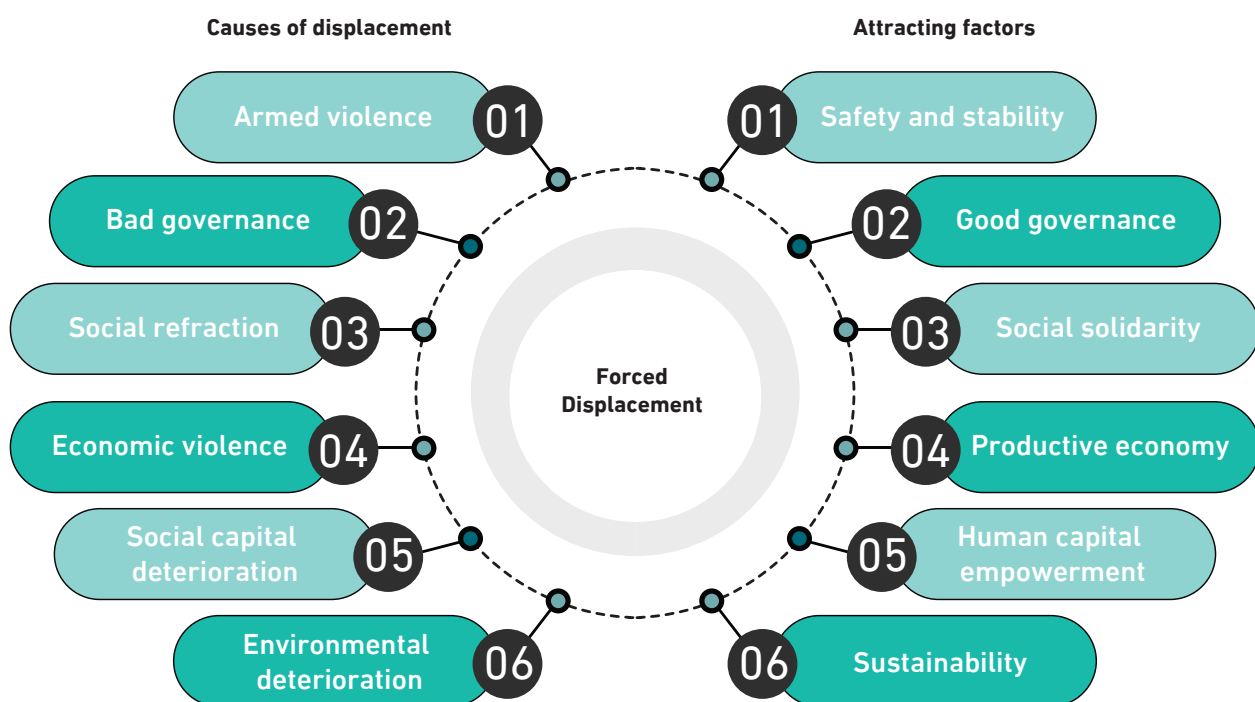 Causes of displacement
Armed violence
01
Bad governance
02
Social refraction
03
Economic violence
04
Social capital
deterioration
05
Environmental
deterioration
06
Forced
Displacement
Attracting factors
01
Safety and stability
02
Good governance
03
Social solidarity
04
Productive economy
05
Human capital
empowerment
06
Sustainability